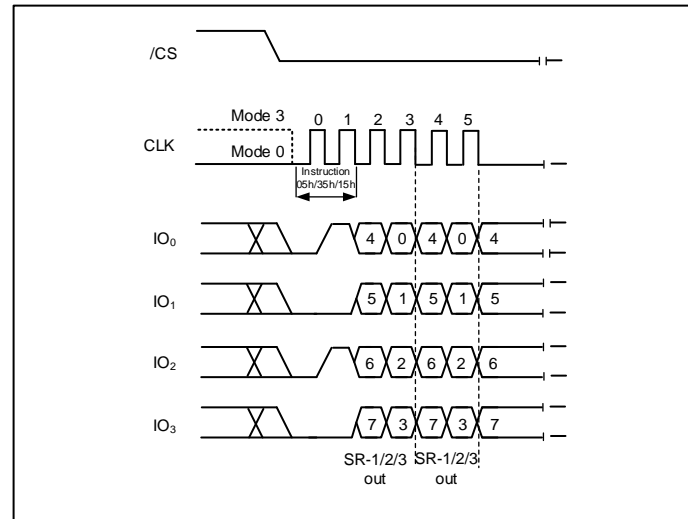 /CS
Mode 3 0 1 2 3 4 5
CLK
Mode 0
Instruction
05h/35h/15h
IO₀ 4 0 4 0 4
IO₁ 5 1 5 1 5
IO₂ 6 2 6 2 6
IO₃ 7 3 7 3 7
SR-1/2/3 SR-1/2/3
out out